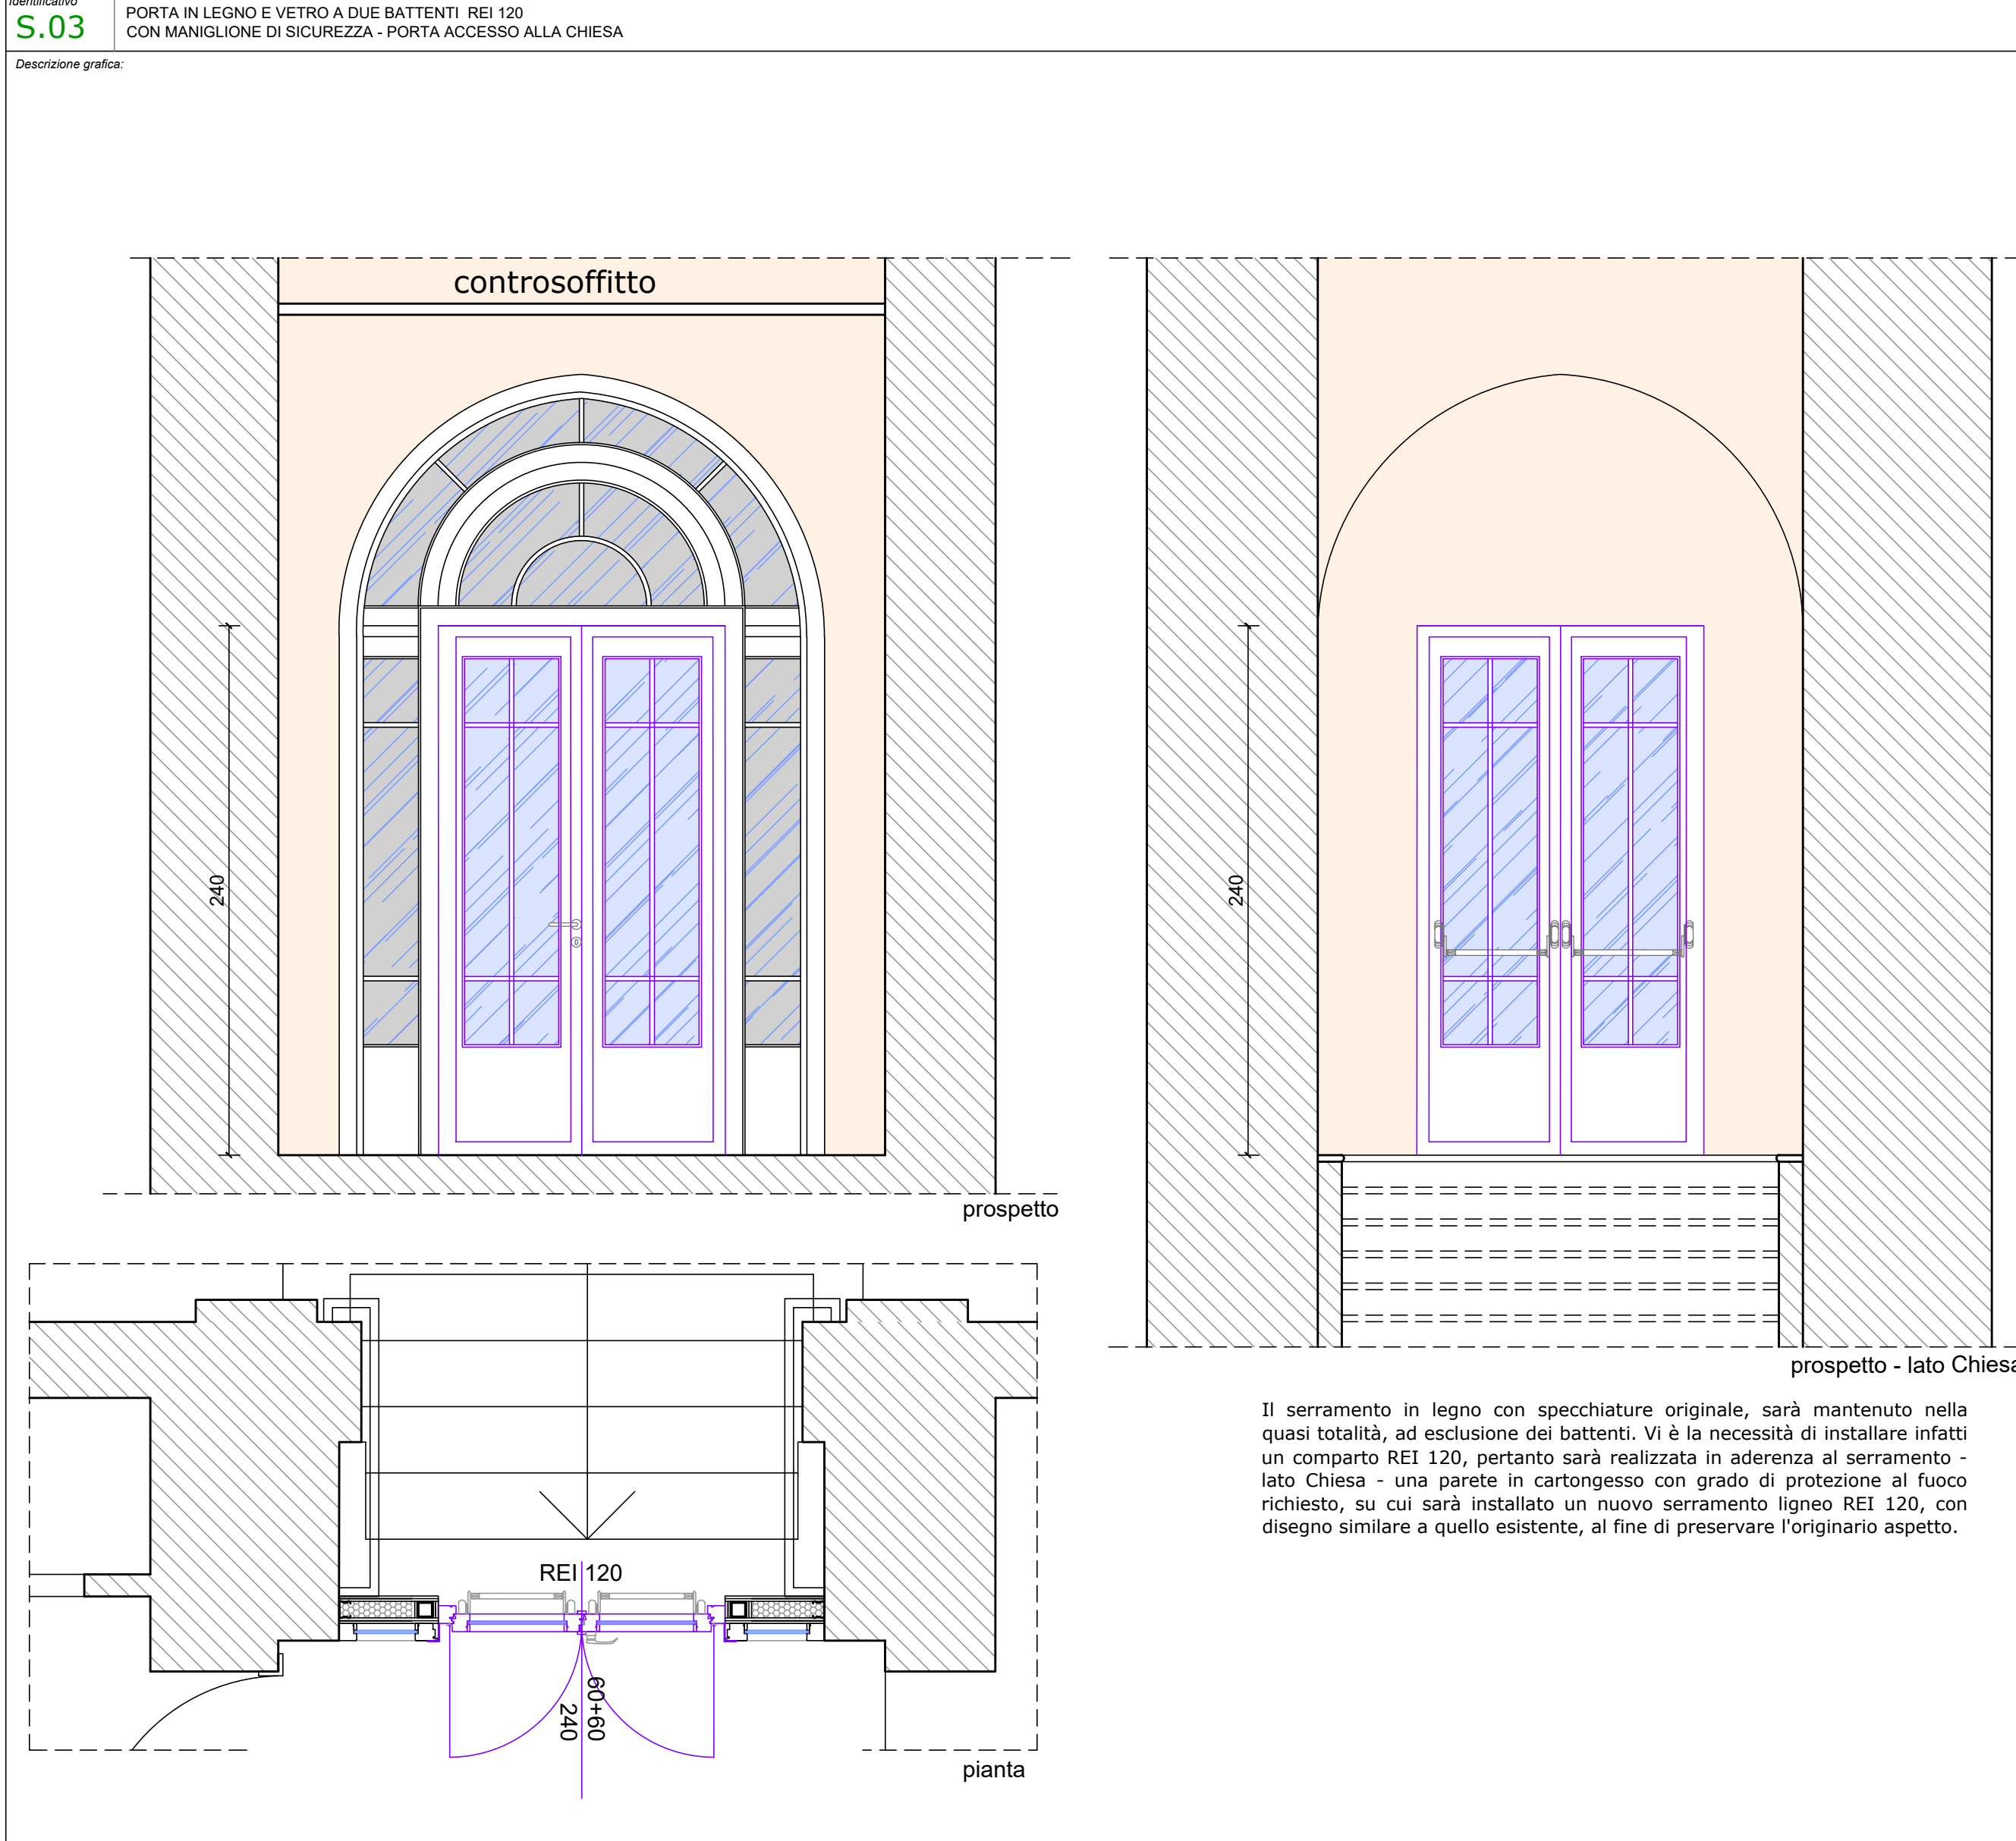 Identificativo
S.03
PORTA IN LEGNO E VETRO A DUE BATTENTI REI 120
CON MANIGLIONE DI SICUREZZA - PORTA ACCESSO ALLA CHIESA
Descrizione grafica:
controsoffitto
240
240
prospetto
prospetto - lato Chiesa
Il serramento in legno con specchiature originale, sarà mantenuto nella
quasi totalità, ad esclusione dei battenti. Vi è la necessità di installare infatti
un comparto REI 120, pertanto sarà realizzata in aderenza al serramento -
lato Chiesa - una parete in cartongesso con grado di protezione al fuoco
richiesto, su cui sarà installato un nuovo serramento ligneo REI 120, con
disegno similare a quello esistente, al fine di preservare l'originario aspetto.
REI 120
60+60
240
pianta